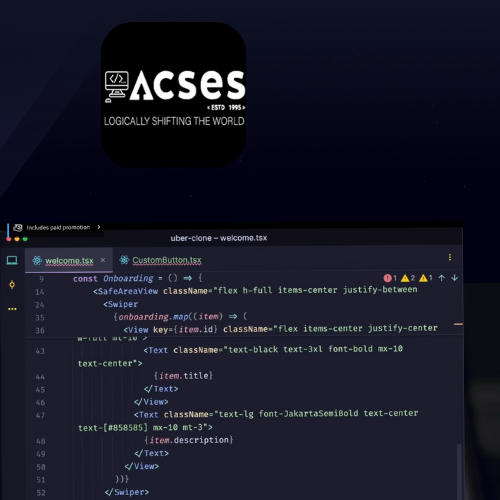 </>
ACSES
<ESTD 1995>
LOGICALLY SHIFTING THE WORLD
Includes paid promotion >
uber-clone – welcome.tsx
welcome.tsx × CustomButton.tsx
9 const Onboarding = () => { 1 2 1
14 <SafeAreaView className="flex h-full items-center justify-between
24 <Swiper
35 {onboarding.map((item) => (
36 <View key={item.id} className="flex items-center justify-center
w-full mt-10">
43 <Text className="text-black text-3xl font-bold mx-10
text-center">
44 {item.title}
45 </Text>
46 </View>
47 <Text className="text-lg font-JakartaSemiBold text-center
text-[#858585] mx-10 mt-3">
48 {item.description}
49 </Text>
50 </View>
51 ))}
52 </Swiper>